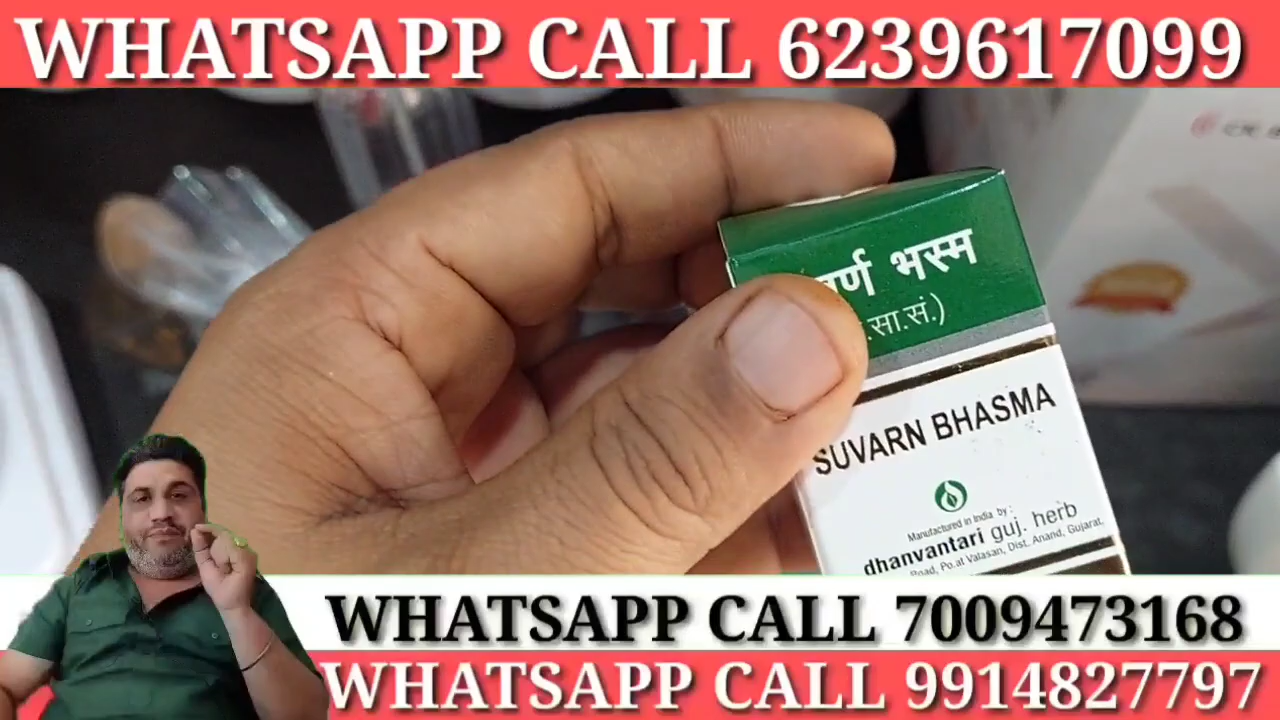 WHATSAPP CALL 6239617099
भस्म
SUVARN BHASMA
Manufactured in India by :
dhanvantari guj. herb
Road, Po.at Valasan, Dist. Anand, Gujarat.
WHATSAPP CALL 7009473168
WHATSAPP CALL 9914827797